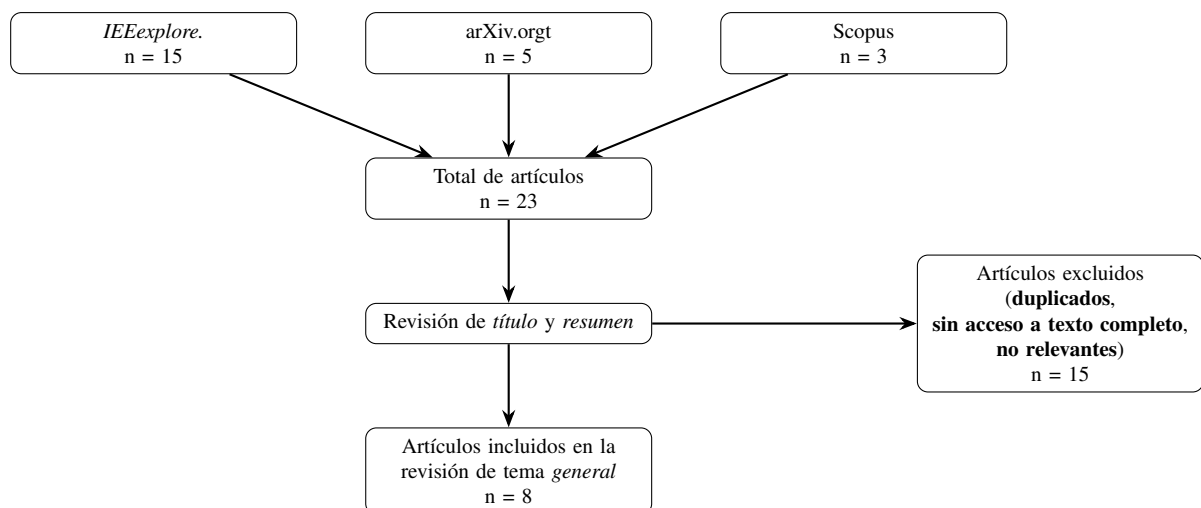 IEEexplore.
n = 15
arXiv.orgt
n = 5
Scopus
n = 3
Total de artículos
n = 23
Revisión de título y resumen
Artículos excluidos
(duplicados,
sin acceso a texto completo,
no relevantes)
n = 15
Artículos incluidos en la
revisión de tema general
n = 8